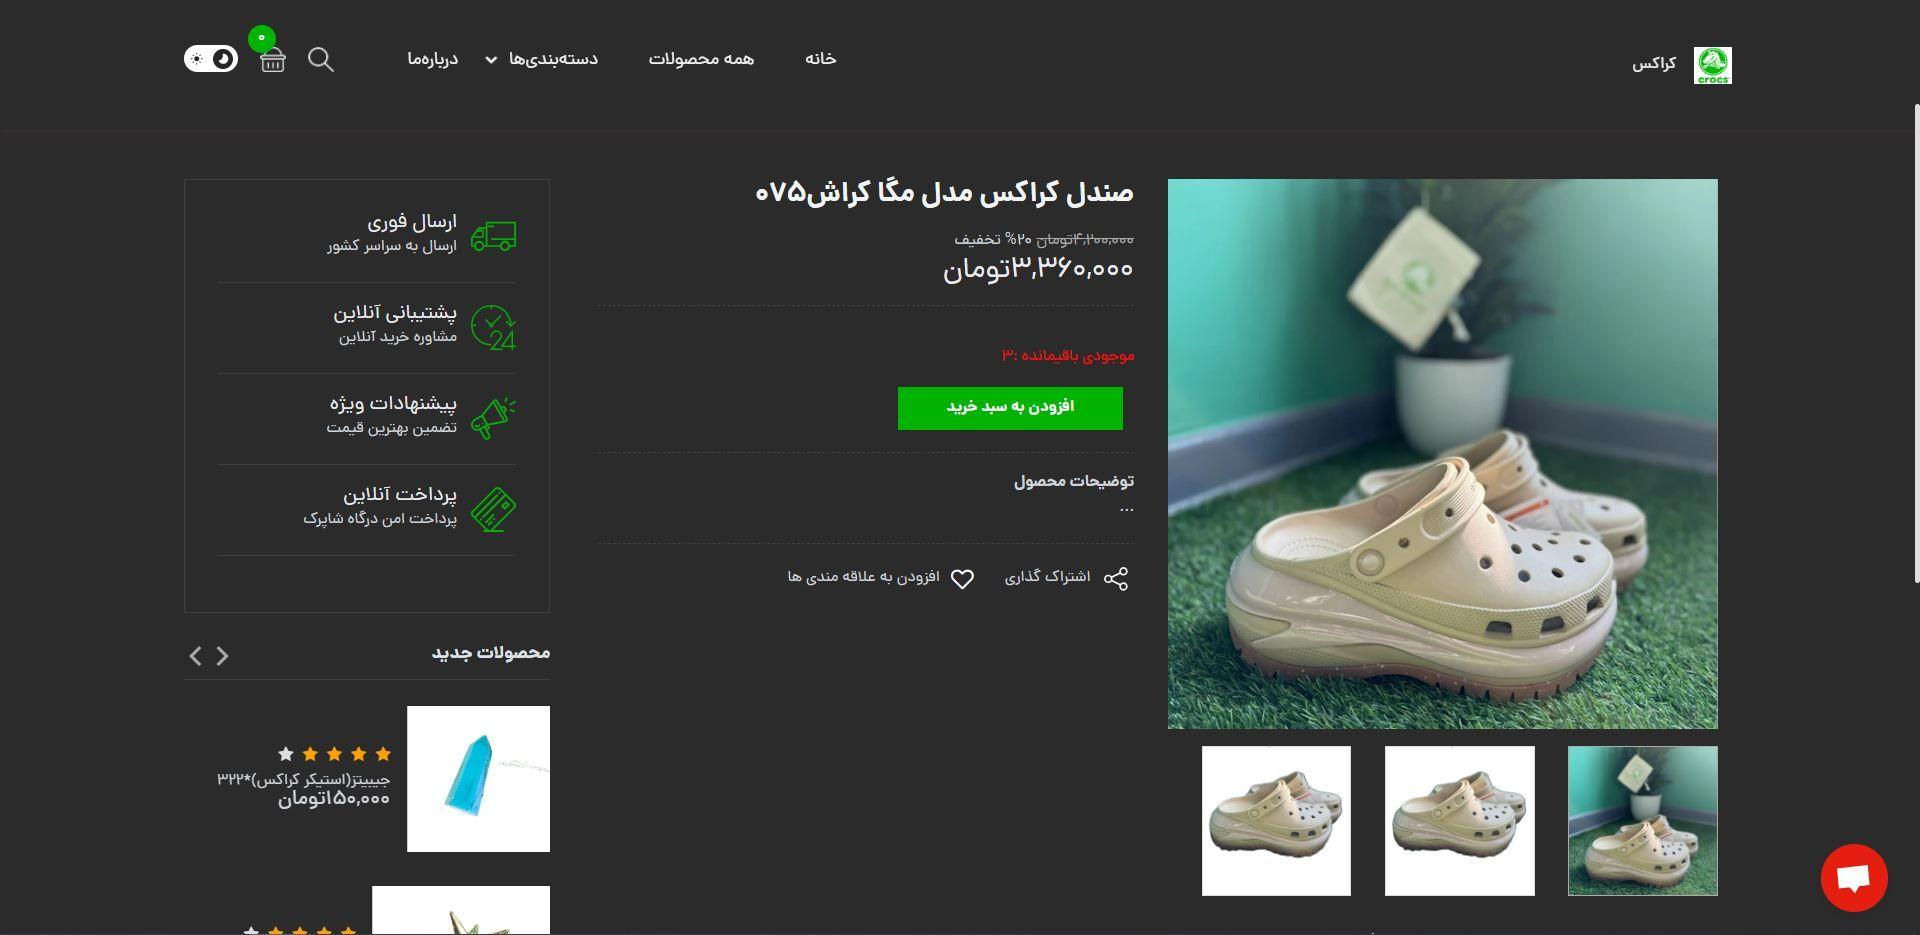 crocs
کراکس
خانه
همه محصولات
دسته‌بندی‌ها
درباره‌ما
۰
صندل کراکس مدل مگا کراش۰۷۵
۴,۲۰۰,۰۰۰تومان ۲۰% تخفیف
۳,۳۶۰,۰۰۰تومان
موجودی باقیمانده :۳
افزودن به سبد خرید
توضیحات محصول
...
اشتراک گذاری
افزودن به علاقه مندی ها
ارسال فوری
ارسال به سراسر کشور
24
پشتیبانی آنلاین
مشاوره خرید آنلاین
پیشنهادات ویژه
تضمین بهترین قیمت
پرداخت آنلاین
پرداخت امن درگاه شاپرک
محصولات جدید
جیبیتز(استیکر کراکس)*۳۲۲
۱۵۰,۰۰۰تومان